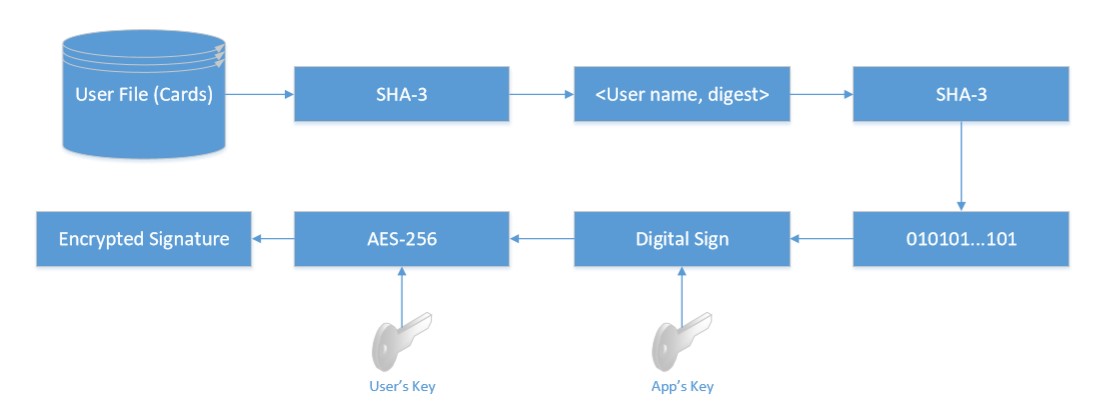 User File (Cards)
SHA-3
<User name, digest>
SHA-3
Encrypted Signature
AES-256
Digital Sign
010101...101
User's Key
App's Key